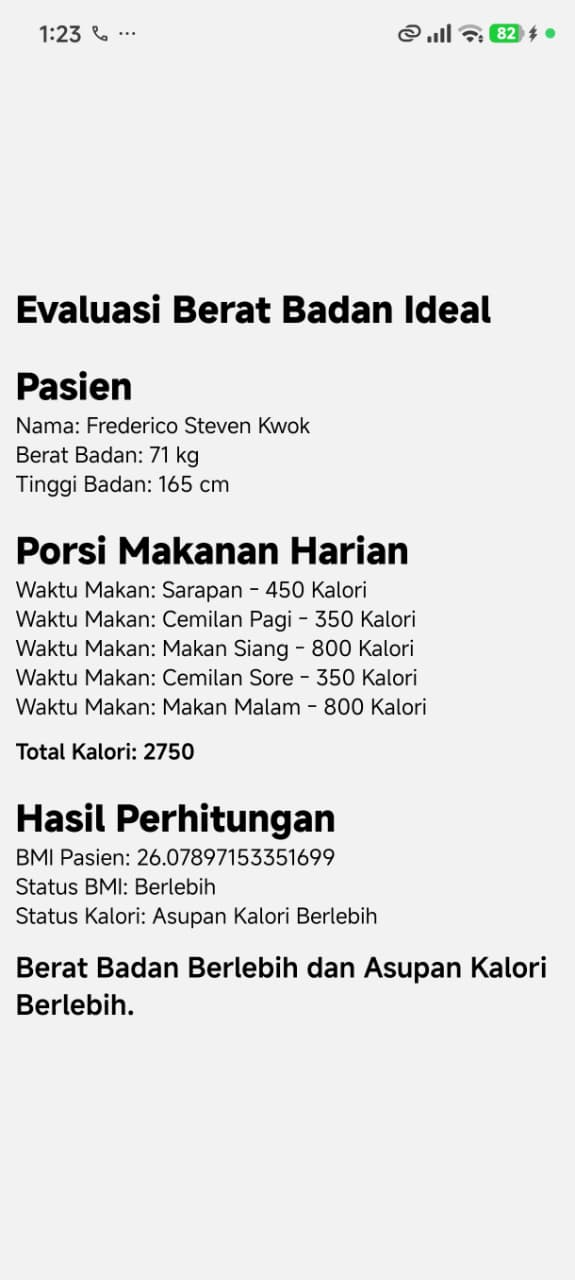 1:23 ...
82
Evaluasi Berat Badan Ideal
Pasien
Nama: Frederico Steven Kwok
Berat Badan: 71 kg
Tinggi Badan: 165 cm
Porsi Makanan Harian
Waktu Makan: Sarapan - 450 Kalori
Waktu Makan: Cemilan Pagi - 350 Kalori
Waktu Makan: Makan Siang - 800 Kalori
Waktu Makan: Cemilan Sore - 350 Kalori
Waktu Makan: Makan Malam - 800 Kalori
Total Kalori: 2750
Hasil Perhitungan
BMI Pasien: 26.07897153351699
Status BMI: Berlebih
Status Kalori: Asupan Kalori Berlebih
Berat Badan Berlebih dan Asupan Kalori
Berlebih.